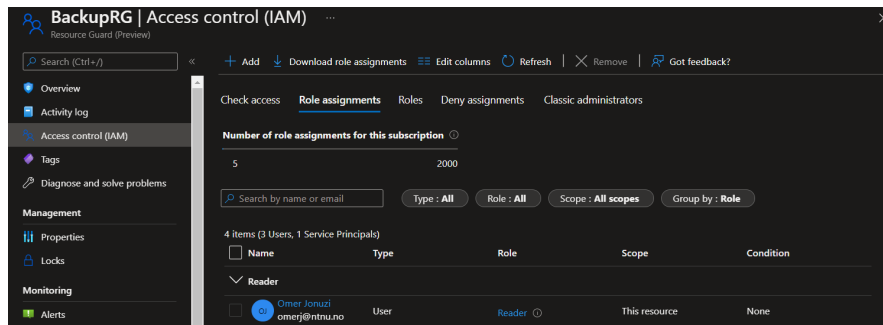 BackupRG | Access control (IAM) ...
Resource Guard (Preview)
Search (Ctrl+/)
Overview
Activity log
Access control (IAM)
Tags
Diagnose and solve problems
Management
Properties
Locks
Monitoring
Alerts
Add Download role assignments Edit columns Refresh Remove Got feedback?
Check access Role assignments Roles Deny assignments Classic administrators
Number of role assignments for this subscription
5 2000
Search by name or email Type : All Role : All Scope : All scopes Group by : Role
4 items (3 Users, 1 Service Principals)
Name Type Role Scope Condition
Reader
OJ Omer Jonuzi User Reader This resource None
omerj@ntnu.no